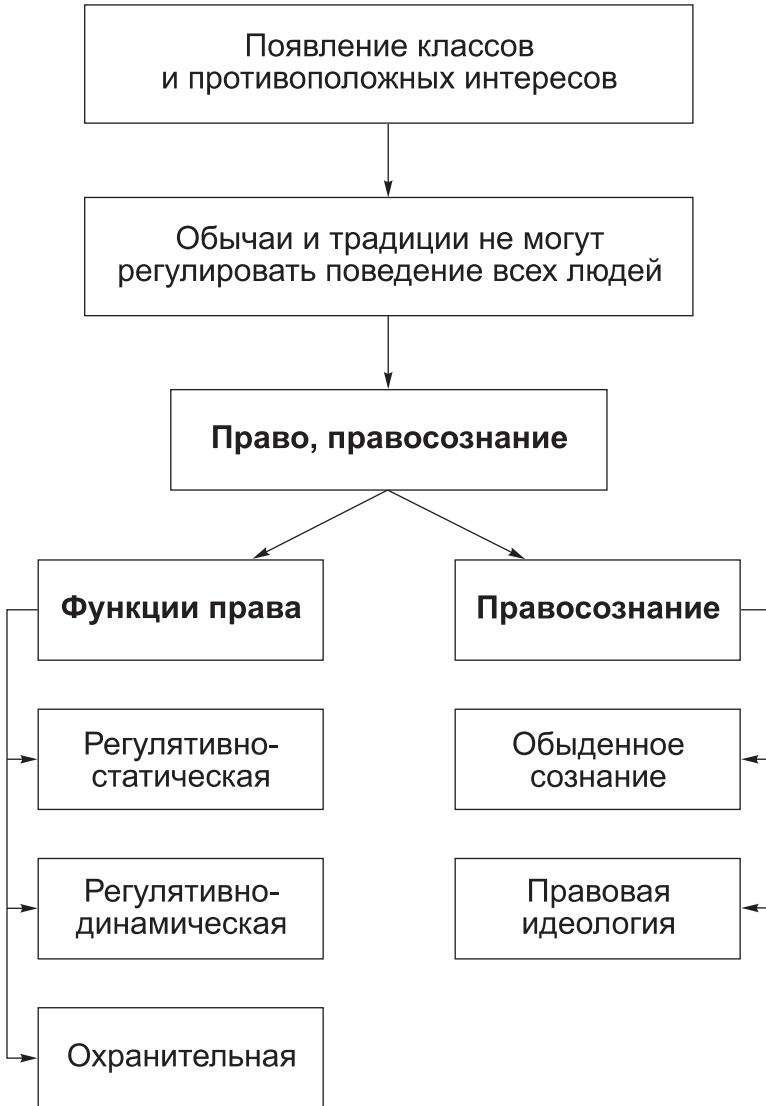 Появление классов
и противоположных интересов
Обычаи и традиции не могут
регулировать поведение всех людей
Право, правосознание
Функции права
Правосознание
Регулятивно-
статическая
Обыденное
сознание
Регулятивно-
динамическая
Правовая
идеология
Охранительная